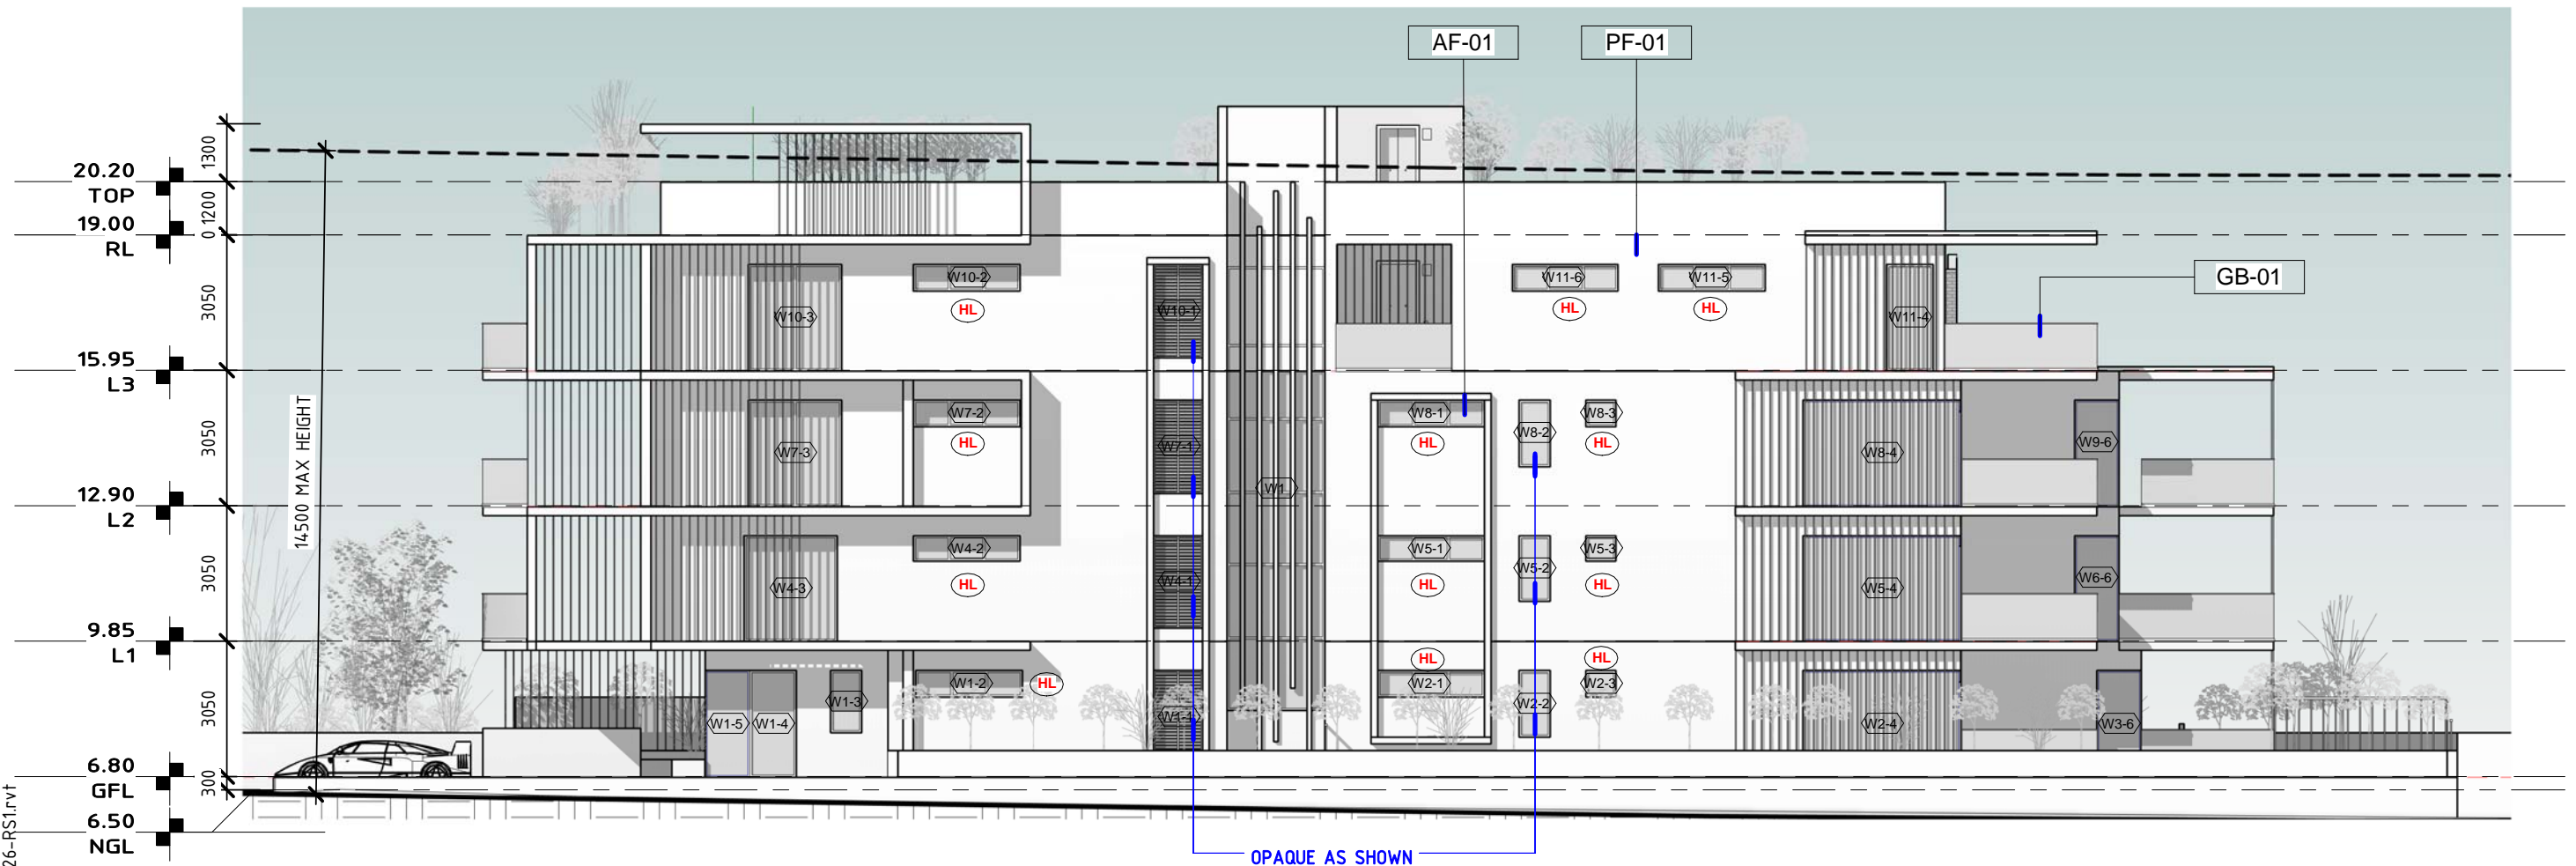 AF-01
PF-01
GB-01
1300
20.20
TOP
1200
19.00
RL
0
3050
15.95
L3
3050
12.90
L2
3050
9.85
L1
3050
6.80
GFL
300
6.50
NGL
14500 MAX HEIGHT
26-RS1.rvt
W10-3
W10-2
HL
W10-1
W11-6
HL
W11-5
HL
W11-4
W7-3
W7-2
HL
W7-1
W1
W8-1
HL
W8-2
W8-3
HL
W8-4
W9-6
W4-3
W4-2
HL
W4-1
W5-1
HL
W5-2
W5-3
HL
W5-4
W6-6
W1-5
W1-4
W1-3
W1-2
HL
W1-1
HL
W2-1
W2-2
HL
W2-3
W2-4
W3-6
OPAQUE AS SHOWN